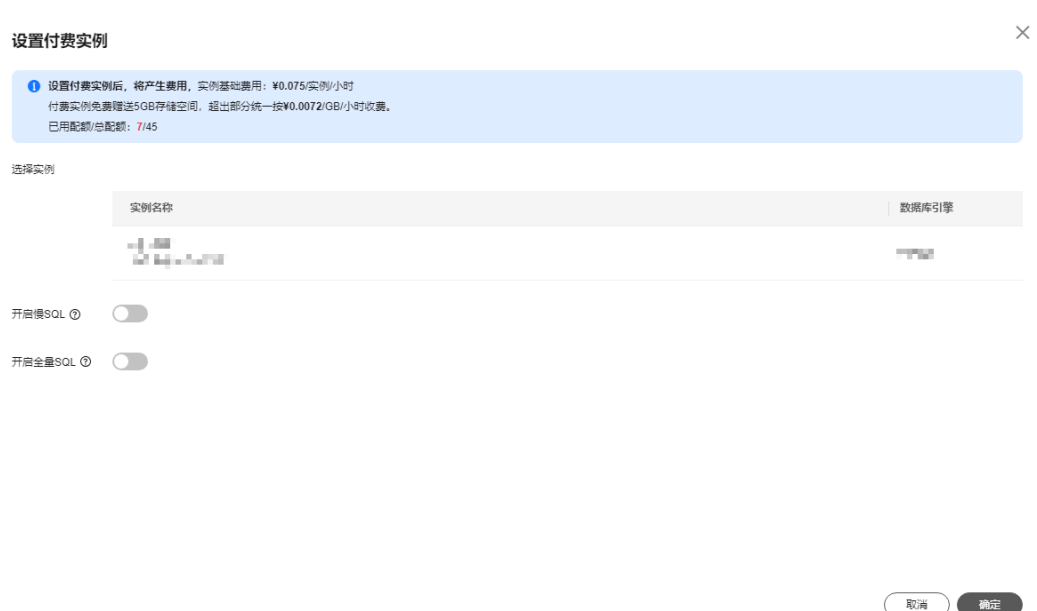 设置付费实例
设置付费实例后，将产生费用，实例基础费用：¥0.075/实例/小时
付费实例免费赠送5GB存储空间，超出部分统一按¥0.0072/GB/小时收费。
已用配额/总配额：7/45
选择实例
实例名称 数据库引擎
开启慢SQL
开启全量SQL
取消 确定